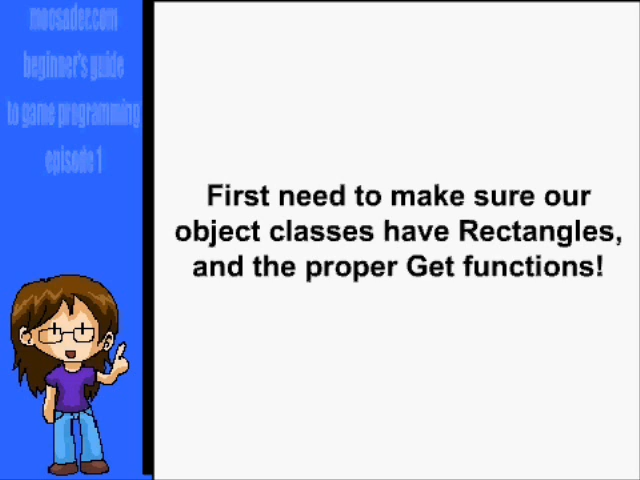 moosader.com
beginner's guide
to game programming
episode 1
First need to make sure our
object classes have Rectangles,
and the proper Get functions!